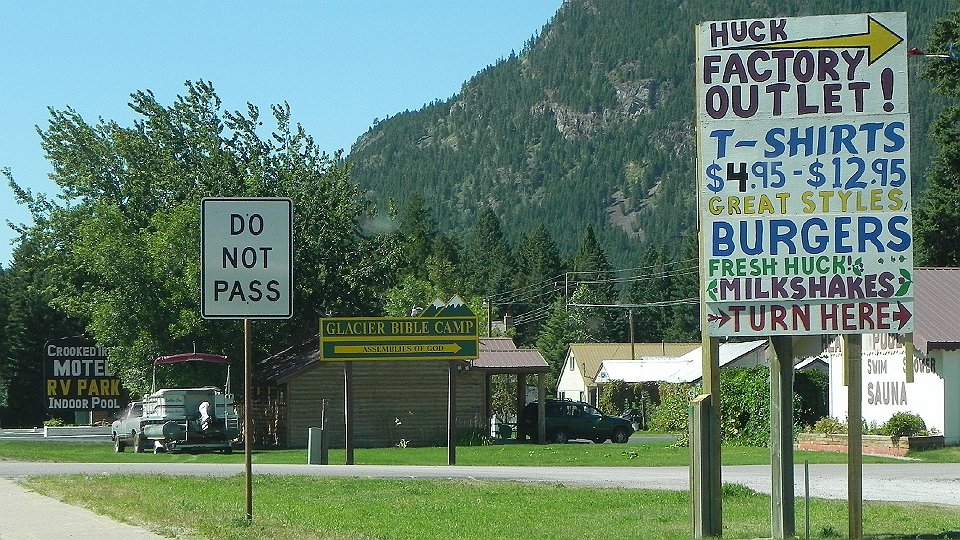 HUCK
FACTORY
OUTLET!
T-SHIRTS
$4.95-$12.95
GREAT STYLES
BURGERS
FRESH HUCK!
MILKSHAKES
TURN HERE
DO
NOT
PASS
GLACIER BIBLE CAMP
ASSEMBLIES OF GOD
MOTEL
RV PARK
INDOOR POOL
POOL
SWIM
SAUNA